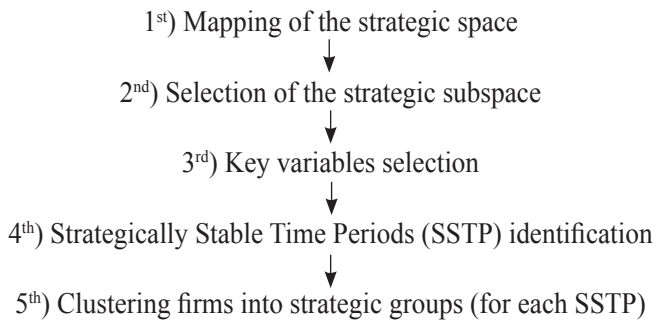 1st) Mapping of the strategic space
2nd) Selection of the strategic subspace
3rd) Key variables selection
4th) Strategically Stable Time Periods (SSTP) identification
5th) Clustering firms into strategic groups (for each SSTP)